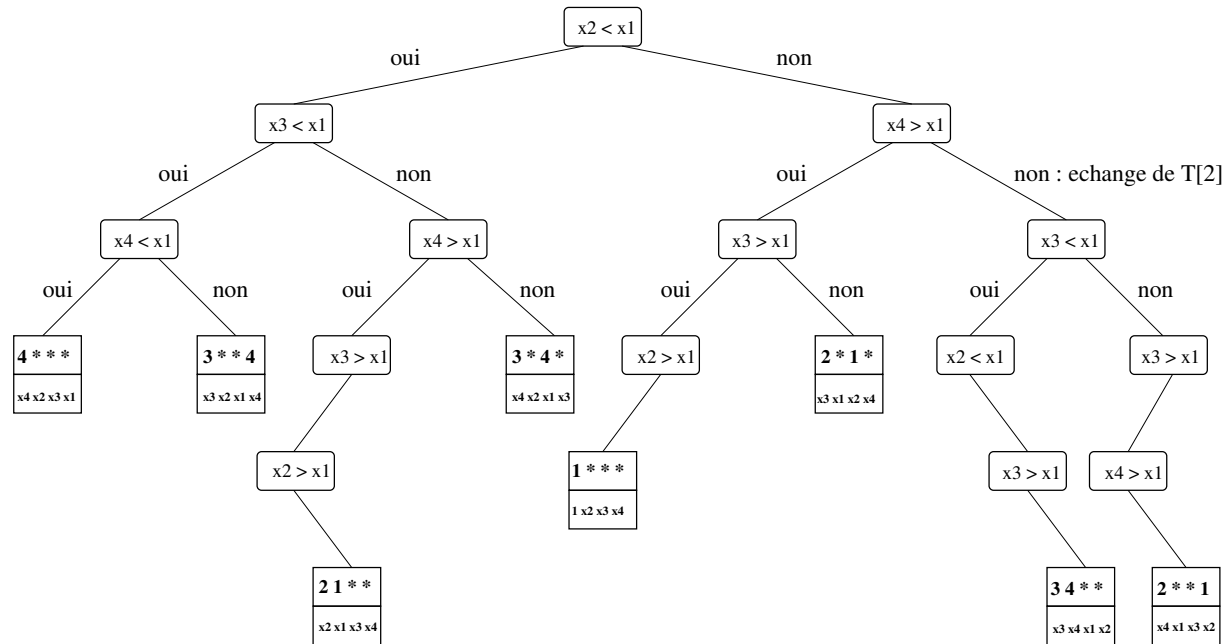 x2 < x1
oui
non
x3 < x1
x4 > x1
oui
non
oui
non : echange de T[2]
x4 < x1
x4 > x1
x3 > x1
x3 < x1
oui
non
oui
non
oui
non
oui
non
4 * * *
x4 x2 x3 x1
3 * * 4
x3 x2 x1 x4
x3 > x1
3 * 4 *
x4 x2 x1 x3
x2 > x1
2 * 1 *
x3 x1 x2 x4
x2 < x1
x3 > x1
x2 > x1
1 * * *
1 x2 x3 x4
x3 > x1
x4 > x1
2 1 * *
x2 x1 x3 x4
3 4 * *
x3 x4 x1 x2
2 * * 1
x4 x1 x3 x2